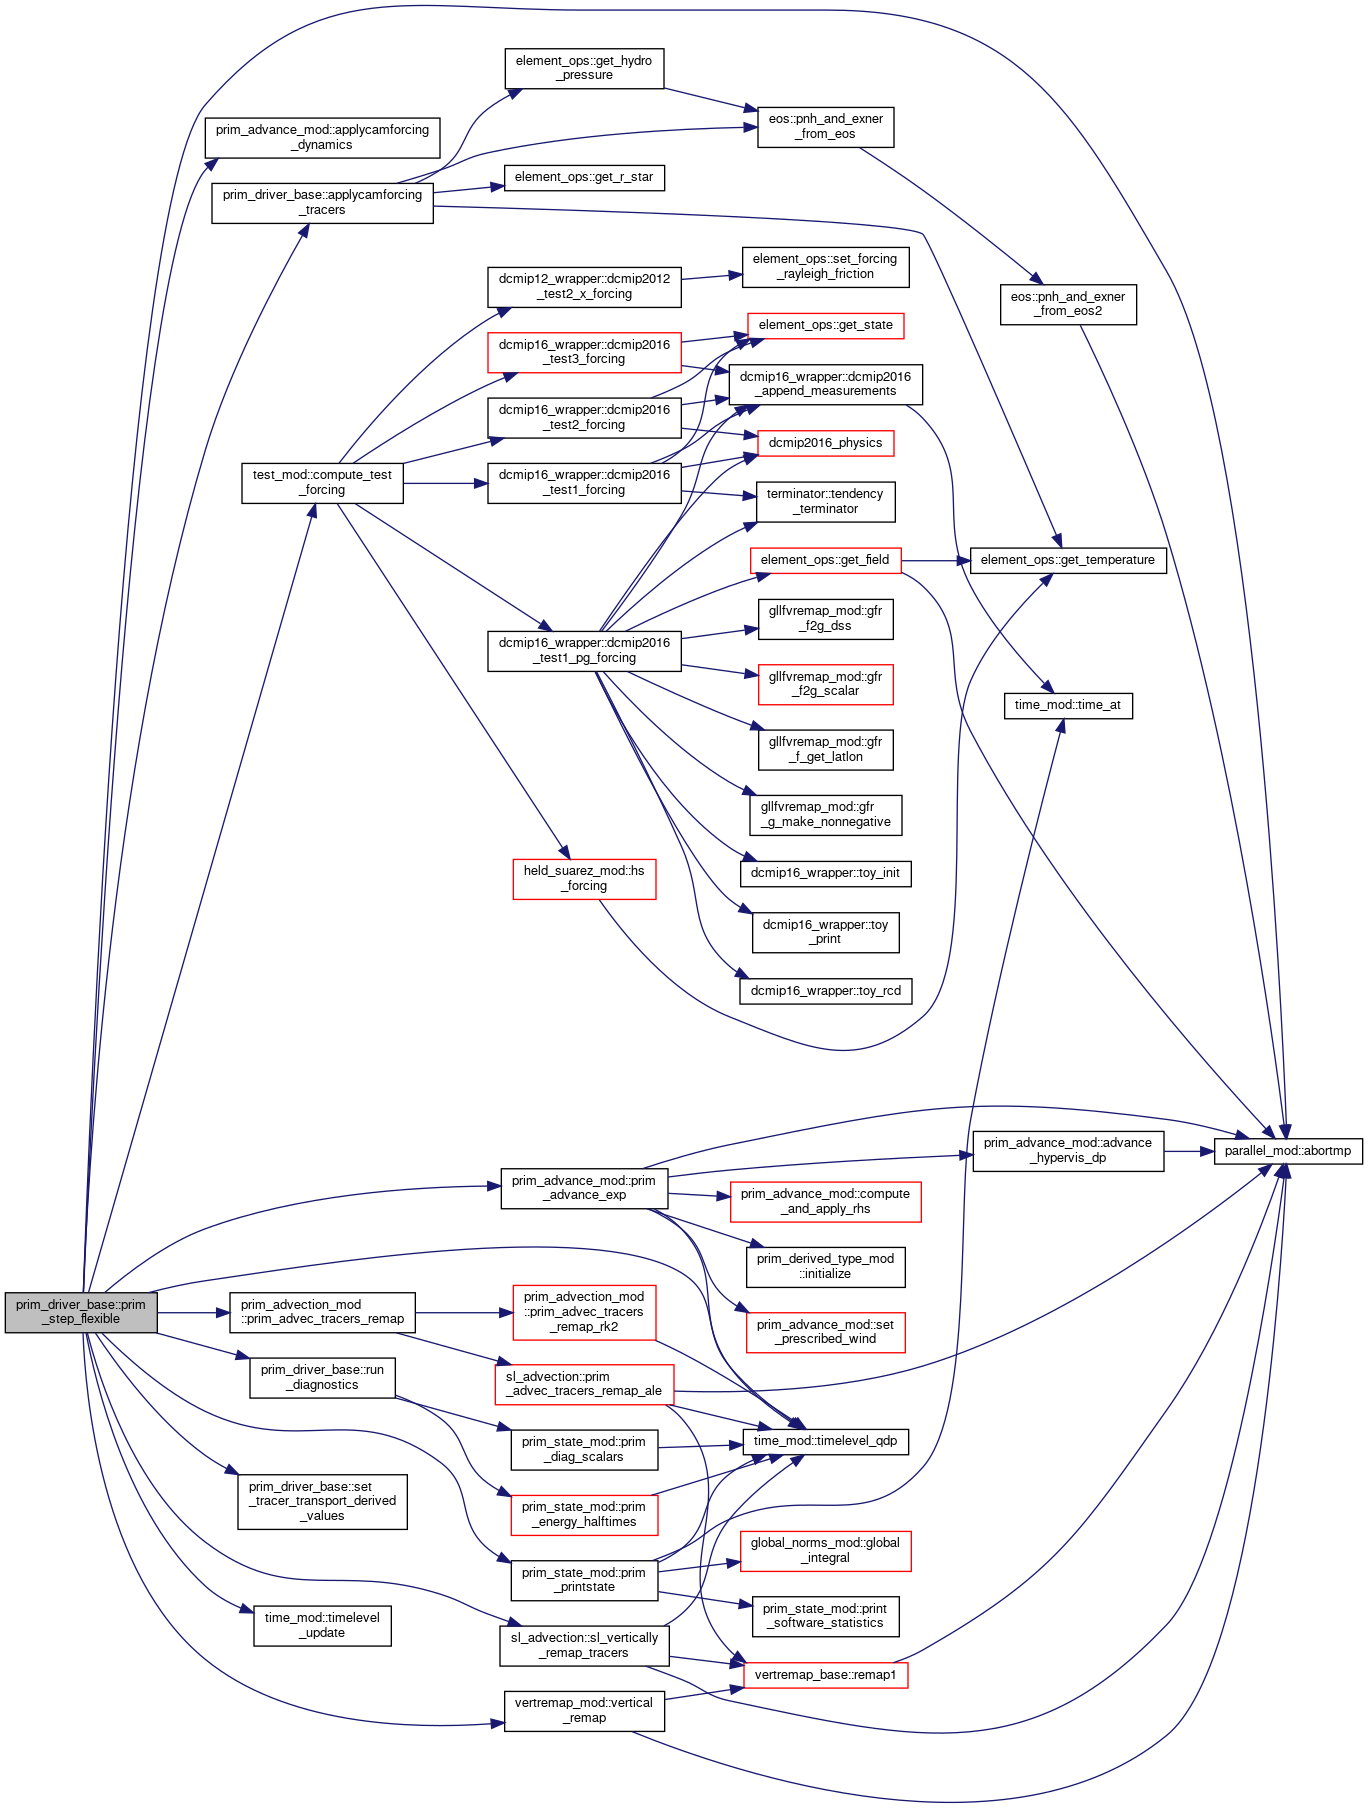 element_ops::get_hydro
_pressure
eos::pnh_and_exner
_from_eos
prim_advance_mod::applycamforcing
_dynamics
element_ops::get_r_star
prim_driver_base::applycamforcing
_tracers
element_ops::set_forcing
_rayleigh_friction
dcmip12_wrapper::dcmip2012
_test2_x_forcing
eos::pnh_and_exner
_from_eos2
element_ops::get_state
dcmip16_wrapper::dcmip2016
_test3_forcing
dcmip16_wrapper::dcmip2016
_append_measurements
dcmip16_wrapper::dcmip2016
_test2_forcing
dcmip2016_physics
test_mod::compute_test
_forcing
dcmip16_wrapper::dcmip2016
_test1_forcing
terminator::tendency
_terminator
element_ops::get_field
element_ops::get_temperature
gllfvremap_mod::gfr
_f2g_dss
dcmip16_wrapper::dcmip2016
_test1_pg_forcing
gllfvremap_mod::gfr
_f2g_scalar
time_mod::time_at
gllfvremap_mod::gfr
_f_get_latlon
gllfvremap_mod::gfr
_g_make_nonnegative
held_suarez_mod::hs
_forcing
dcmip16_wrapper::toy_init
dcmip16_wrapper::toy
_print
dcmip16_wrapper::toy_rcd
prim_advance_mod::advance
_hypervis_dp
parallel_mod::abortmp
prim_advance_mod::prim
_advance_exp
prim_advance_mod::compute
_and_apply_rhs
prim_derived_type_mod
::initialize
prim_driver_base::prim
_step_flexible
prim_advection_mod
::prim_advec_tracers_remap
prim_advection_mod
::prim_advec_tracers
_remap_rk2
prim_advance_mod::set
_prescribed_wind
prim_driver_base::run
_diagnostics
sl_advection::prim
_advec_tracers_remap_ale
time_mod::timelevel_qdp
prim_state_mod::prim
_diag_scalars
prim_driver_base::set
_tracer_transport_derived
_values
prim_state_mod::prim
_energy_halftimes
global_norms_mod::global
_integral
prim_state_mod::prim
_printstate
prim_state_mod::print
_software_statistics
time_mod::timelevel
_update
sl_advection::sl_vertically
_remap_tracers
vertremap_base::remap1
vertremap_mod::vertical
_remap